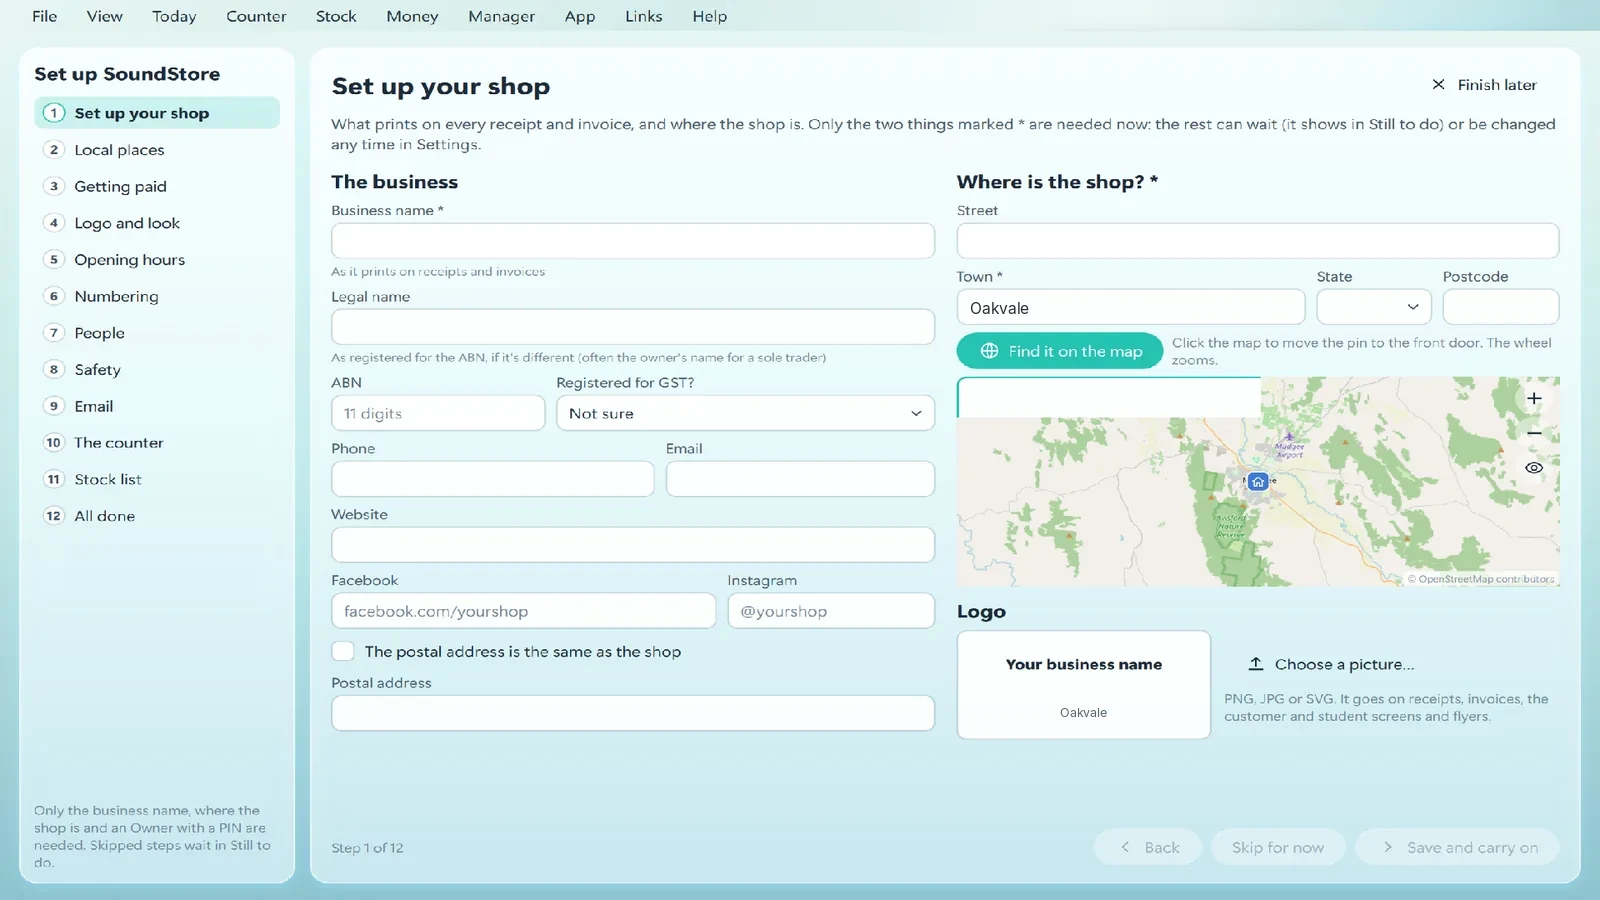 File View Today Counter Stock Money Manager App Links Help
Set up SoundStore
1 Set up your shop
2 Local places
3 Getting paid
4 Logo and look
5 Opening hours
6 Numbering
7 People
8 Safety
9 Email
10 The counter
11 Stock list
12 All done
Only the business name, where the
shop is and an Owner with a PIN are
needed. Skipped steps wait in Still to
do.
Set up your shop
Finish later
What prints on every receipt and invoice, and where the shop is. Only the two things marked * are needed now: the rest can wait (it shows in Still to do) or be changed
any time in Settings.
The business
Business name *
As it prints on receipts and invoices
Legal name
As registered for the ABN, if it's different (often the owner's name for a sole trader)
ABN Registered for GST?
11 digits Not sure
Phone Email
Website
Facebook Instagram
facebook.com/yourshop @yourshop
The postal address is the same as the shop
Postal address
Where is the shop? *
Street
Town * State Postcode
Oakvale
Find it on the map
Click the map to move the pin to the front door. The wheel
zooms.
Mudgee
Airport
Avisford
Nature
Reserve
© OpenStreetMap contributors
Logo
Your business name
Oakvale
Choose a picture...
PNG, JPG or SVG. It goes on receipts, invoices, the
customer and student screens and flyers.
Step 1 of 12
Back Skip for now Save and carry on